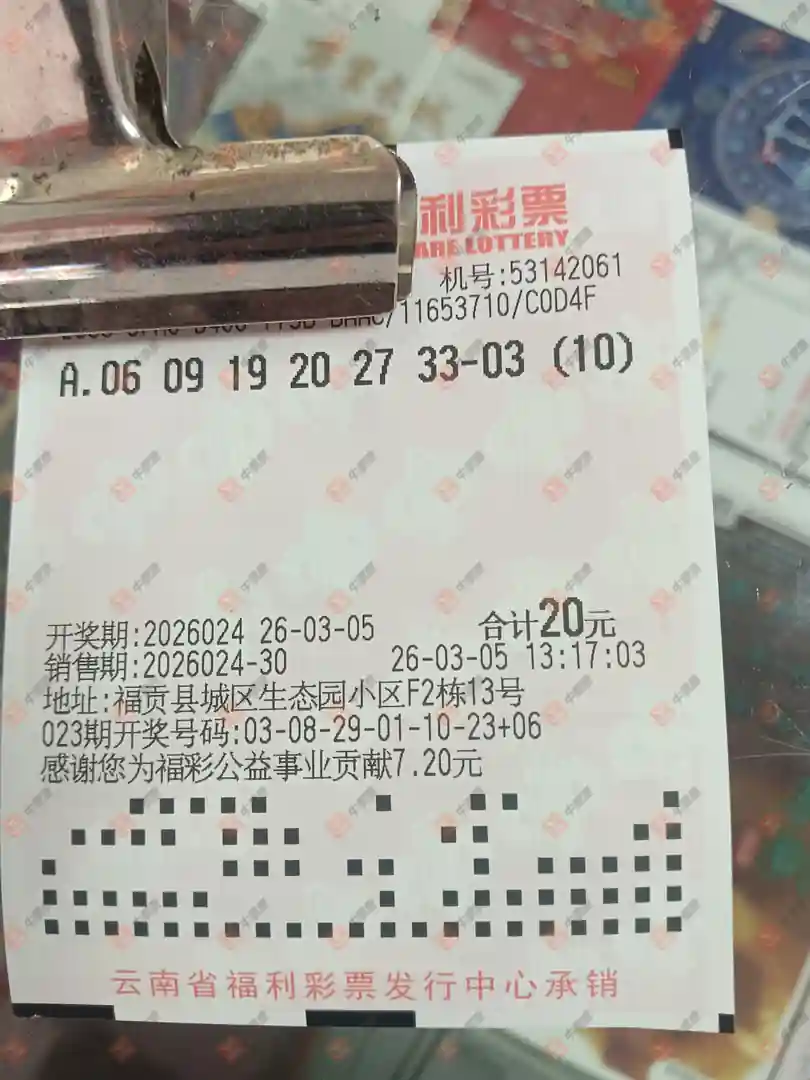 利彩票
ARE LOTTERY
机号:53142061
/11653710/C0D4F
A.06 09 19 20 27 33-03 (10)
开奖期:2026024 26-03-05 合计20元
销售期:2026024-30 26-03-05 13:17:03
地址:福贡县城区生态园小区F2栋13号
023期开奖号码:03-08-29-01-10-23+06
感谢您为福彩公益事业贡献7.20元
云南省福利彩票发行中心承销